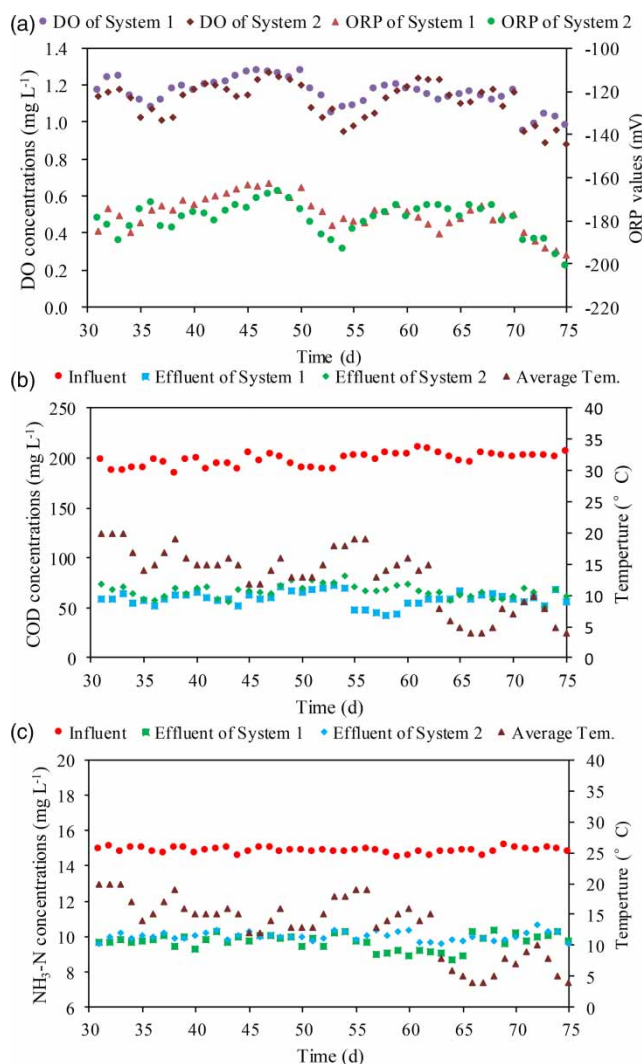 (a) DO of System 1 DO of System 2 ORP of System 1 ORP of System 2
1.4 -100
1.2 -120
1.0 -140
0.8 -160
0.6 -180
0.4 -200
0.2 -220
0.0
DO concentrations (mg L-1)
ORP values (mV)
30 35 40 45 50 55 60 65 70 75
Time (d)
(b) Influent Effluent of System 1 Effluent of System 2 Average Tem.
250 40
200 35
150 30
100 25
50 20
0 15
10
5
0
COD concentrations (mg L-1)
Temperture (° C)
30 35 40 45 50 55 60 65 70 75
Time (d)
(c) Influent Effluent of System 1 Effluent of System 2 Average Tem.
20 40
18 35
16 30
14 25
12 20
10 15
8 10
6 5
0
NH3-N concentrations (mg L-1)
Temperture (° C)
30 35 40 45 50 55 60 65 70 75
Time (d)